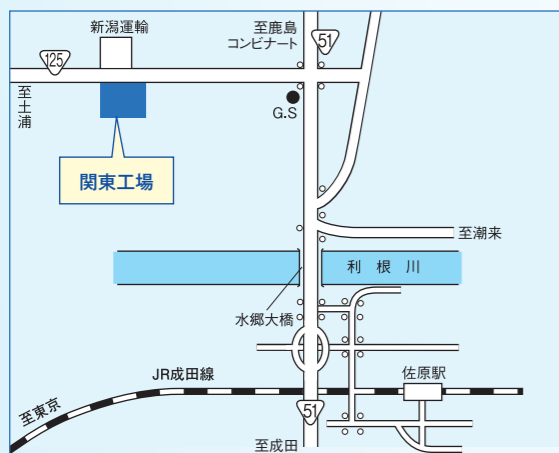 新潟運輸
至鹿島
コンビナート
51
125
至土浦
G.S
関東工場
至潮来
利根川
水郷大橋
JR成田線
佐原駅
至東京
51
至成田